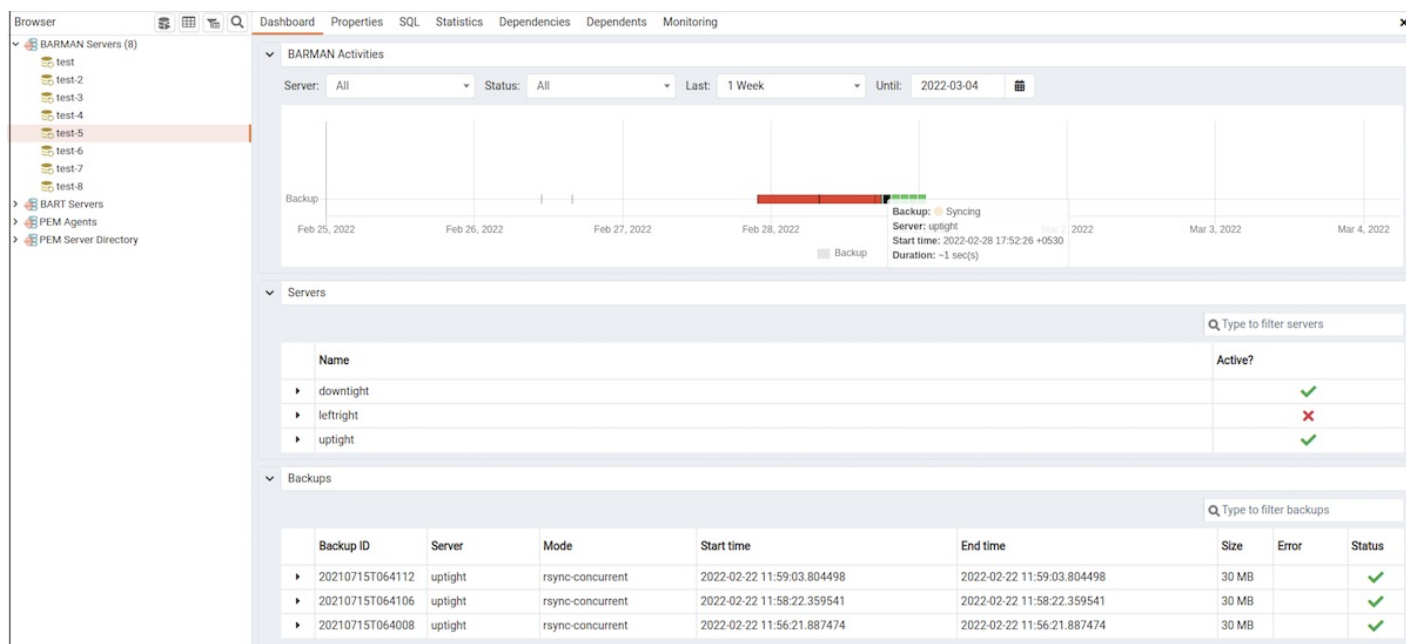 Browser
Dashboard Properties SQL Statistics Dependencies Dependents Monitoring
BARMAN Servers (8)
test
test-2
test-3
test-4
test-5
test-6
test-7
test-8
BART Servers
PEM Agents
PEM Server Directory
BARMAN Activities
Server: All Status: All Last: 1 Week Until: 2022-03-04
Backup
Feb 25, 2022 Feb 26, 2022 Feb 27, 2022 Feb 28, 2022 Mar 2, 2022 Mar 3, 2022 Mar 4, 2022
Backup: Syncing
Server: uptight
Start time: 2022-02-28 17:52:26 +0530
Duration: ~1 sec(s)
Backup
Servers
Type to filter servers
Name Active?
downtight
leftright
uptight
Backups
Type to filter backups
Backup ID Server Mode Start time End time Size Error Status
20210715T064112 uptight rsync-concurrent 2022-02-22 11:59:03.804498 2022-02-22 11:59:03.804498 30 MB
20210715T064106 uptight rsync-concurrent 2022-02-22 11:58:22.359541 2022-02-22 11:58:22.359541 30 MB
20210715T064008 uptight rsync-concurrent 2022-02-22 11:56:21.887474 2022-02-22 11:56:21.887474 30 MB